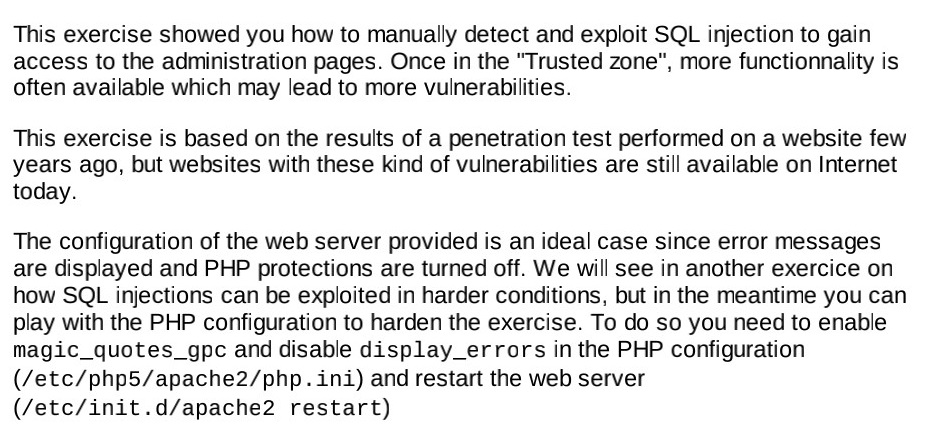 This exercise showed you how to manually detect and exploit SQL injection to gain
access to the administration pages. Once in the "Trusted zone", more functionnality is
often available which may lead to more vulnerabilities.
This exercise is based on the results of a penetration test performed on a website few
years ago, but websites with these kind of vulnerabilities are still available on Internet
today.
The configuration of the web server provided is an ideal case since error messages
are displayed and PHP protections are turned off. We will see in another exercice on
how SQL injections can be exploited in harder conditions, but in the meantime you can
play with the PHP configuration to harden the exercise. To do so you need to enable
magic_quotes_gpc and disable display_errors in the PHP configuration
(/etc/php5/apache2/php.ini) and restart the web server
(/etc/init.d/apache2 restart)